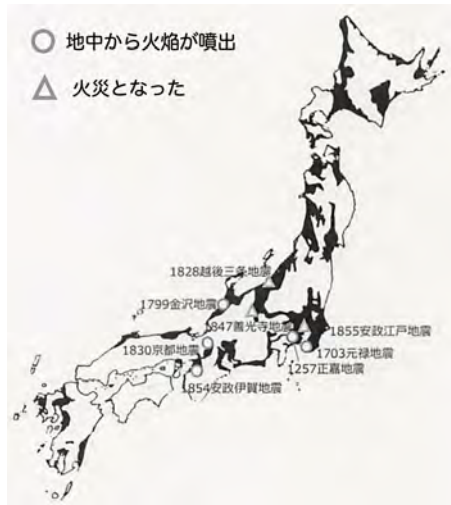 地中から火焔が噴出
火災となった
1828越後三条地震
1799金沢地震
1847善光寺地震
1855安政江戸地震
1830京都地震
1703元禄地震
1257正嘉地震
1854安政伊賀地震